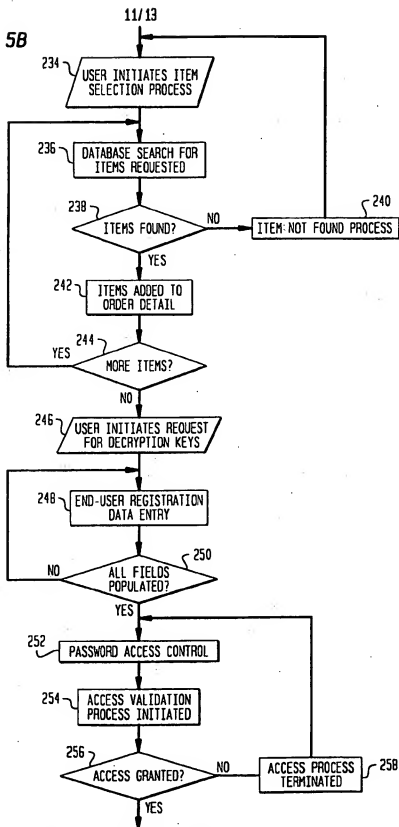 11/13
5B
234
USER INITIATES ITEM
SELECTION PROCESS
236
DATABASE SEARCH FOR
ITEMS REQUESTED
238
ITEMS FOUND?
NO
240
ITEM NOT FOUND PROCESS
YES
242
ITEMS ADDED TO
ORDER DETAIL
244
YES
MORE ITEMS?
NO
246
USER INITIATES REQUEST
FOR DECRYPTION KEYS
248
END-USER REGISTRATION
DATA ENTRY
250
NO
ALL FIELDS
POPULATED?
YES
252
PASSWORD ACCESS CONTROL
254
ACCESS VALIDATION
PROCESS INITIATED
256
ACCESS GRANTED?
NO
ACCESS PROCESS
TERMINATED
258
YES